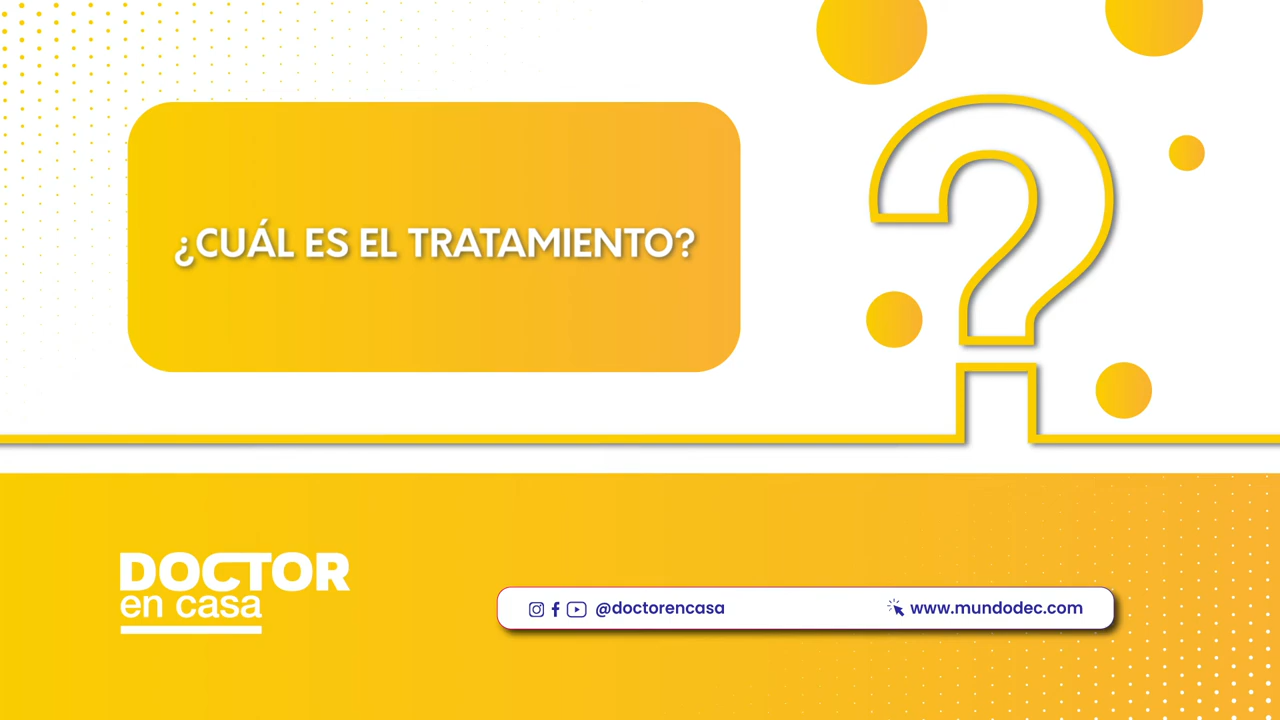 ¿CUÁL ES EL TRATAMIENTO?
DOCTOR
en casa
@doctorencasa
www.mundodec.com